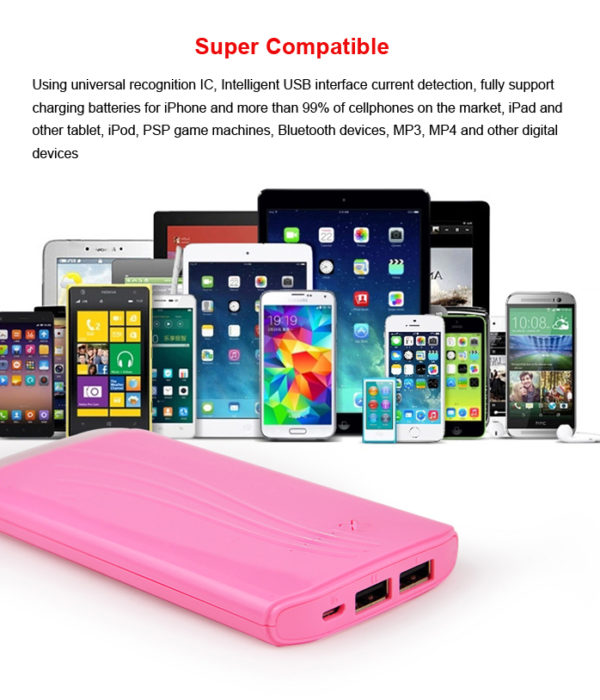 Super Compatible
Using universal recognition IC, Intelligent USB interface current detection, fully support
charging batteries for iPhone and more than 99% of cellphones on the market, iPad and
other tablet, iPod, PSP game machines, Bluetooth devices, MP3, MP4 and other digital
devices
NOKIA
19:19
10:08
hTC